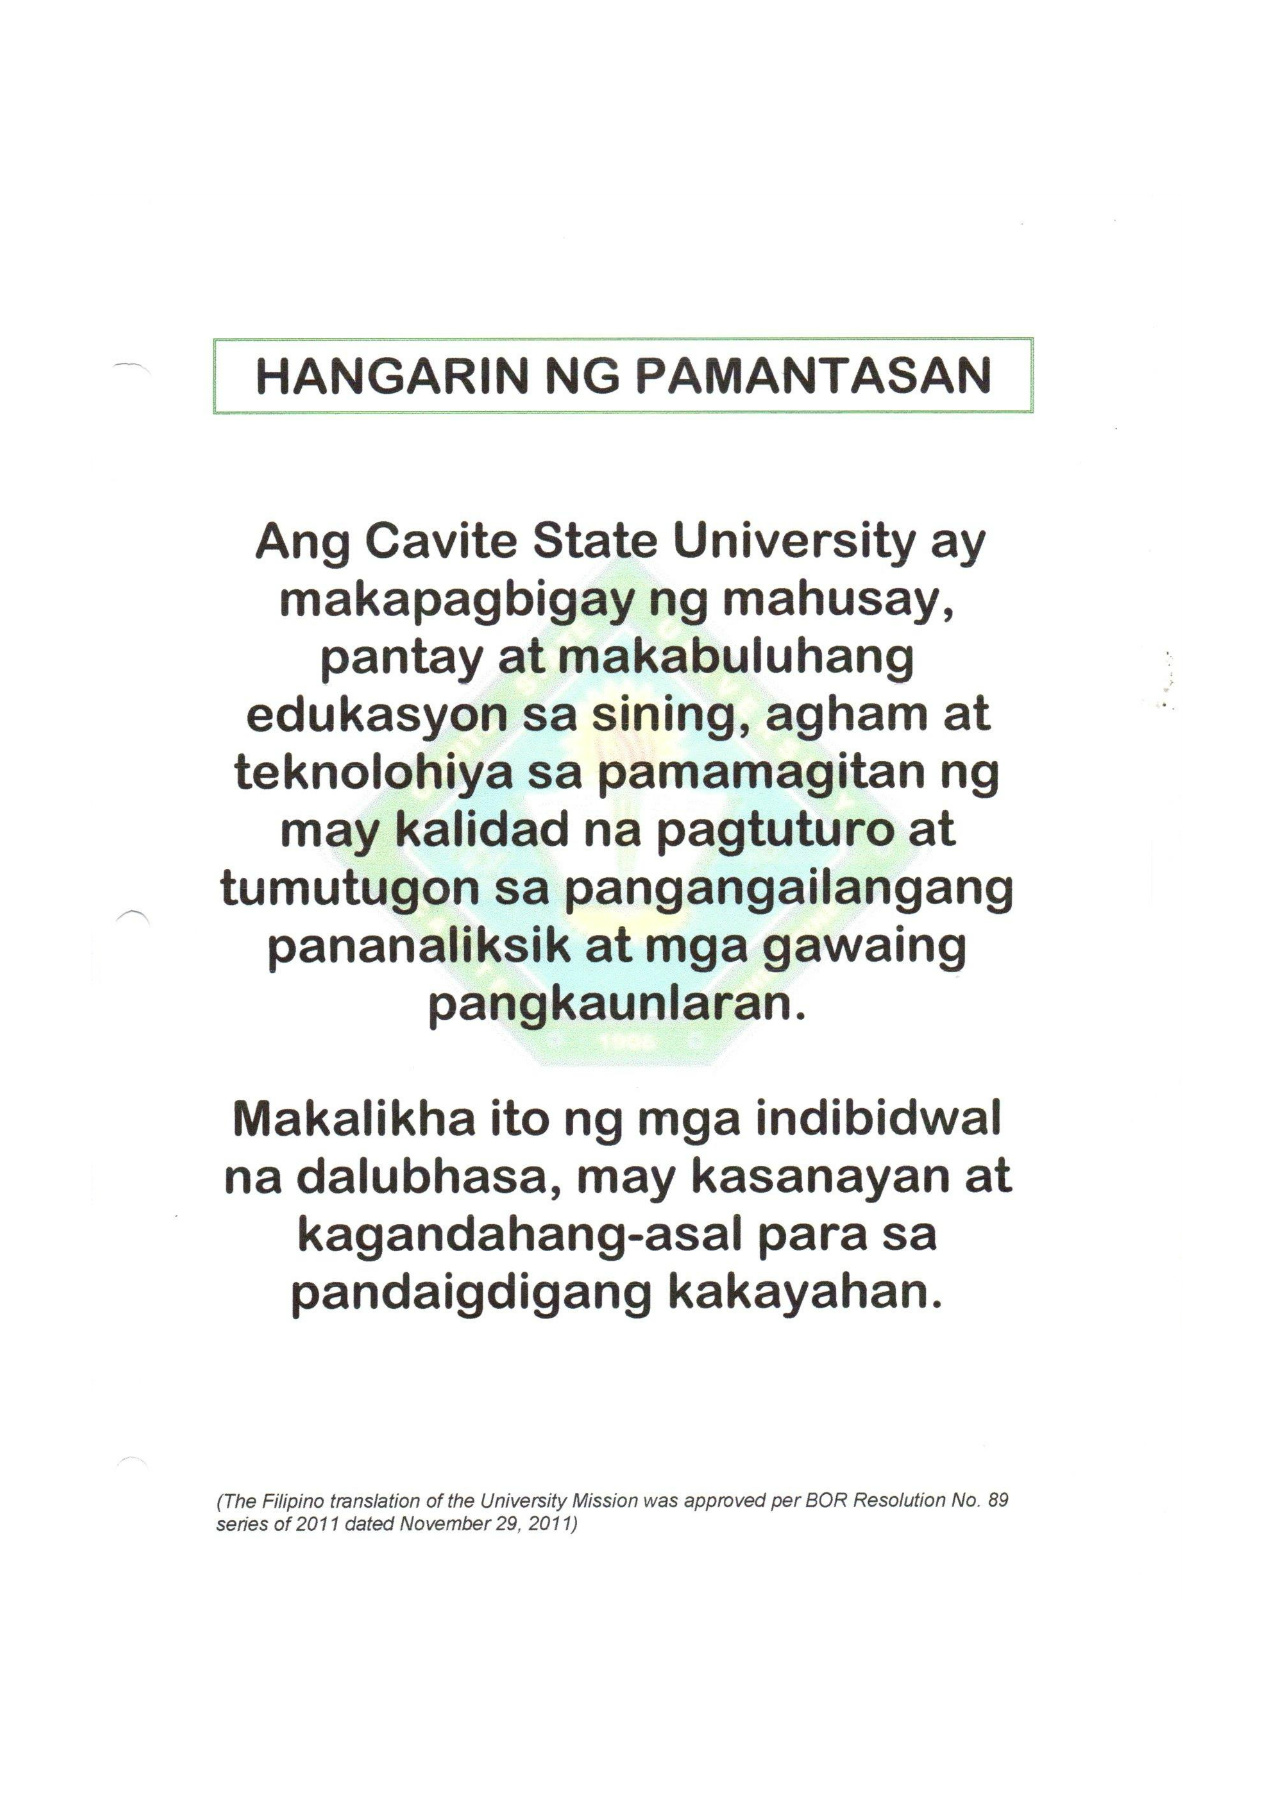 HANGARIN NG PAMANTASAN
Ang Cavite State University ay
makapagbigay ng mahusay,
pantay at makabuluhang
edukasyon sa sining, agham at
teknolohiya sa pamamagitan ng
may kalidad na pagtuturo at
tumutugon sa pangangailangang
pananaliksik at mga gawaing
pangkaunlaran.
1906
Makalikha ito ng mga indibidwal
na dalubhasa, may kasanayan at
kagandahang-asal para sa
pandaigdigang kakayahan.
(The Filipino translation of the University Mission was approved per BOR Resolution No. 89
series of 2011 dated November 29, 2011)